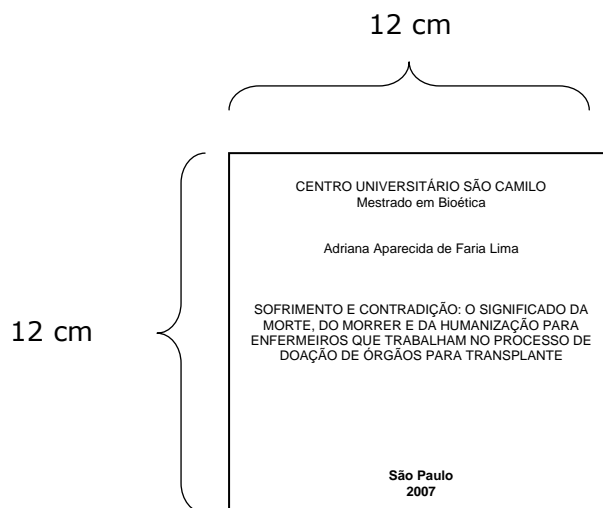 12 cm
CENTRO UNIVERSITÁRIO SÃO CAMILO
Mestrado em Bioética
Adriana Aparecida de Faria Lima
SOFRIMENTO E CONTRADIÇÃO: O SIGNIFICADO DA
MORTE, DO MORRER E DA HUMANIZAÇÃO PARA
ENFERMEIROS QUE TRABALHAM NO PROCESSO DE
DOAÇÃO DE ÓRGÃOS PARA TRANSPLANTE
12 cm
São Paulo
2007